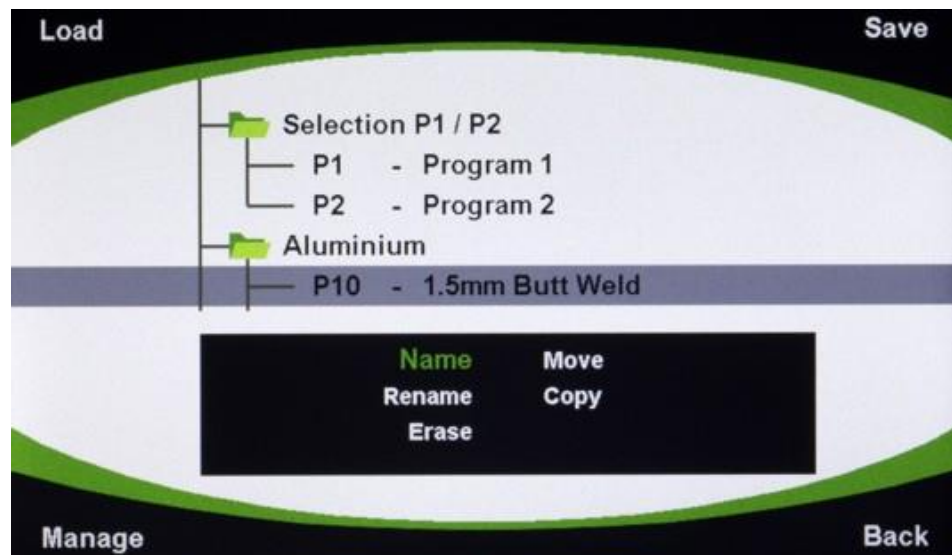 Load Save
Selection P1 / P2
P1 - Program 1
P2 - Program 2
Aluminium
P10 - 1.5mm Butt Weld
Name Move
Rename Copy
Erase
Manage Back